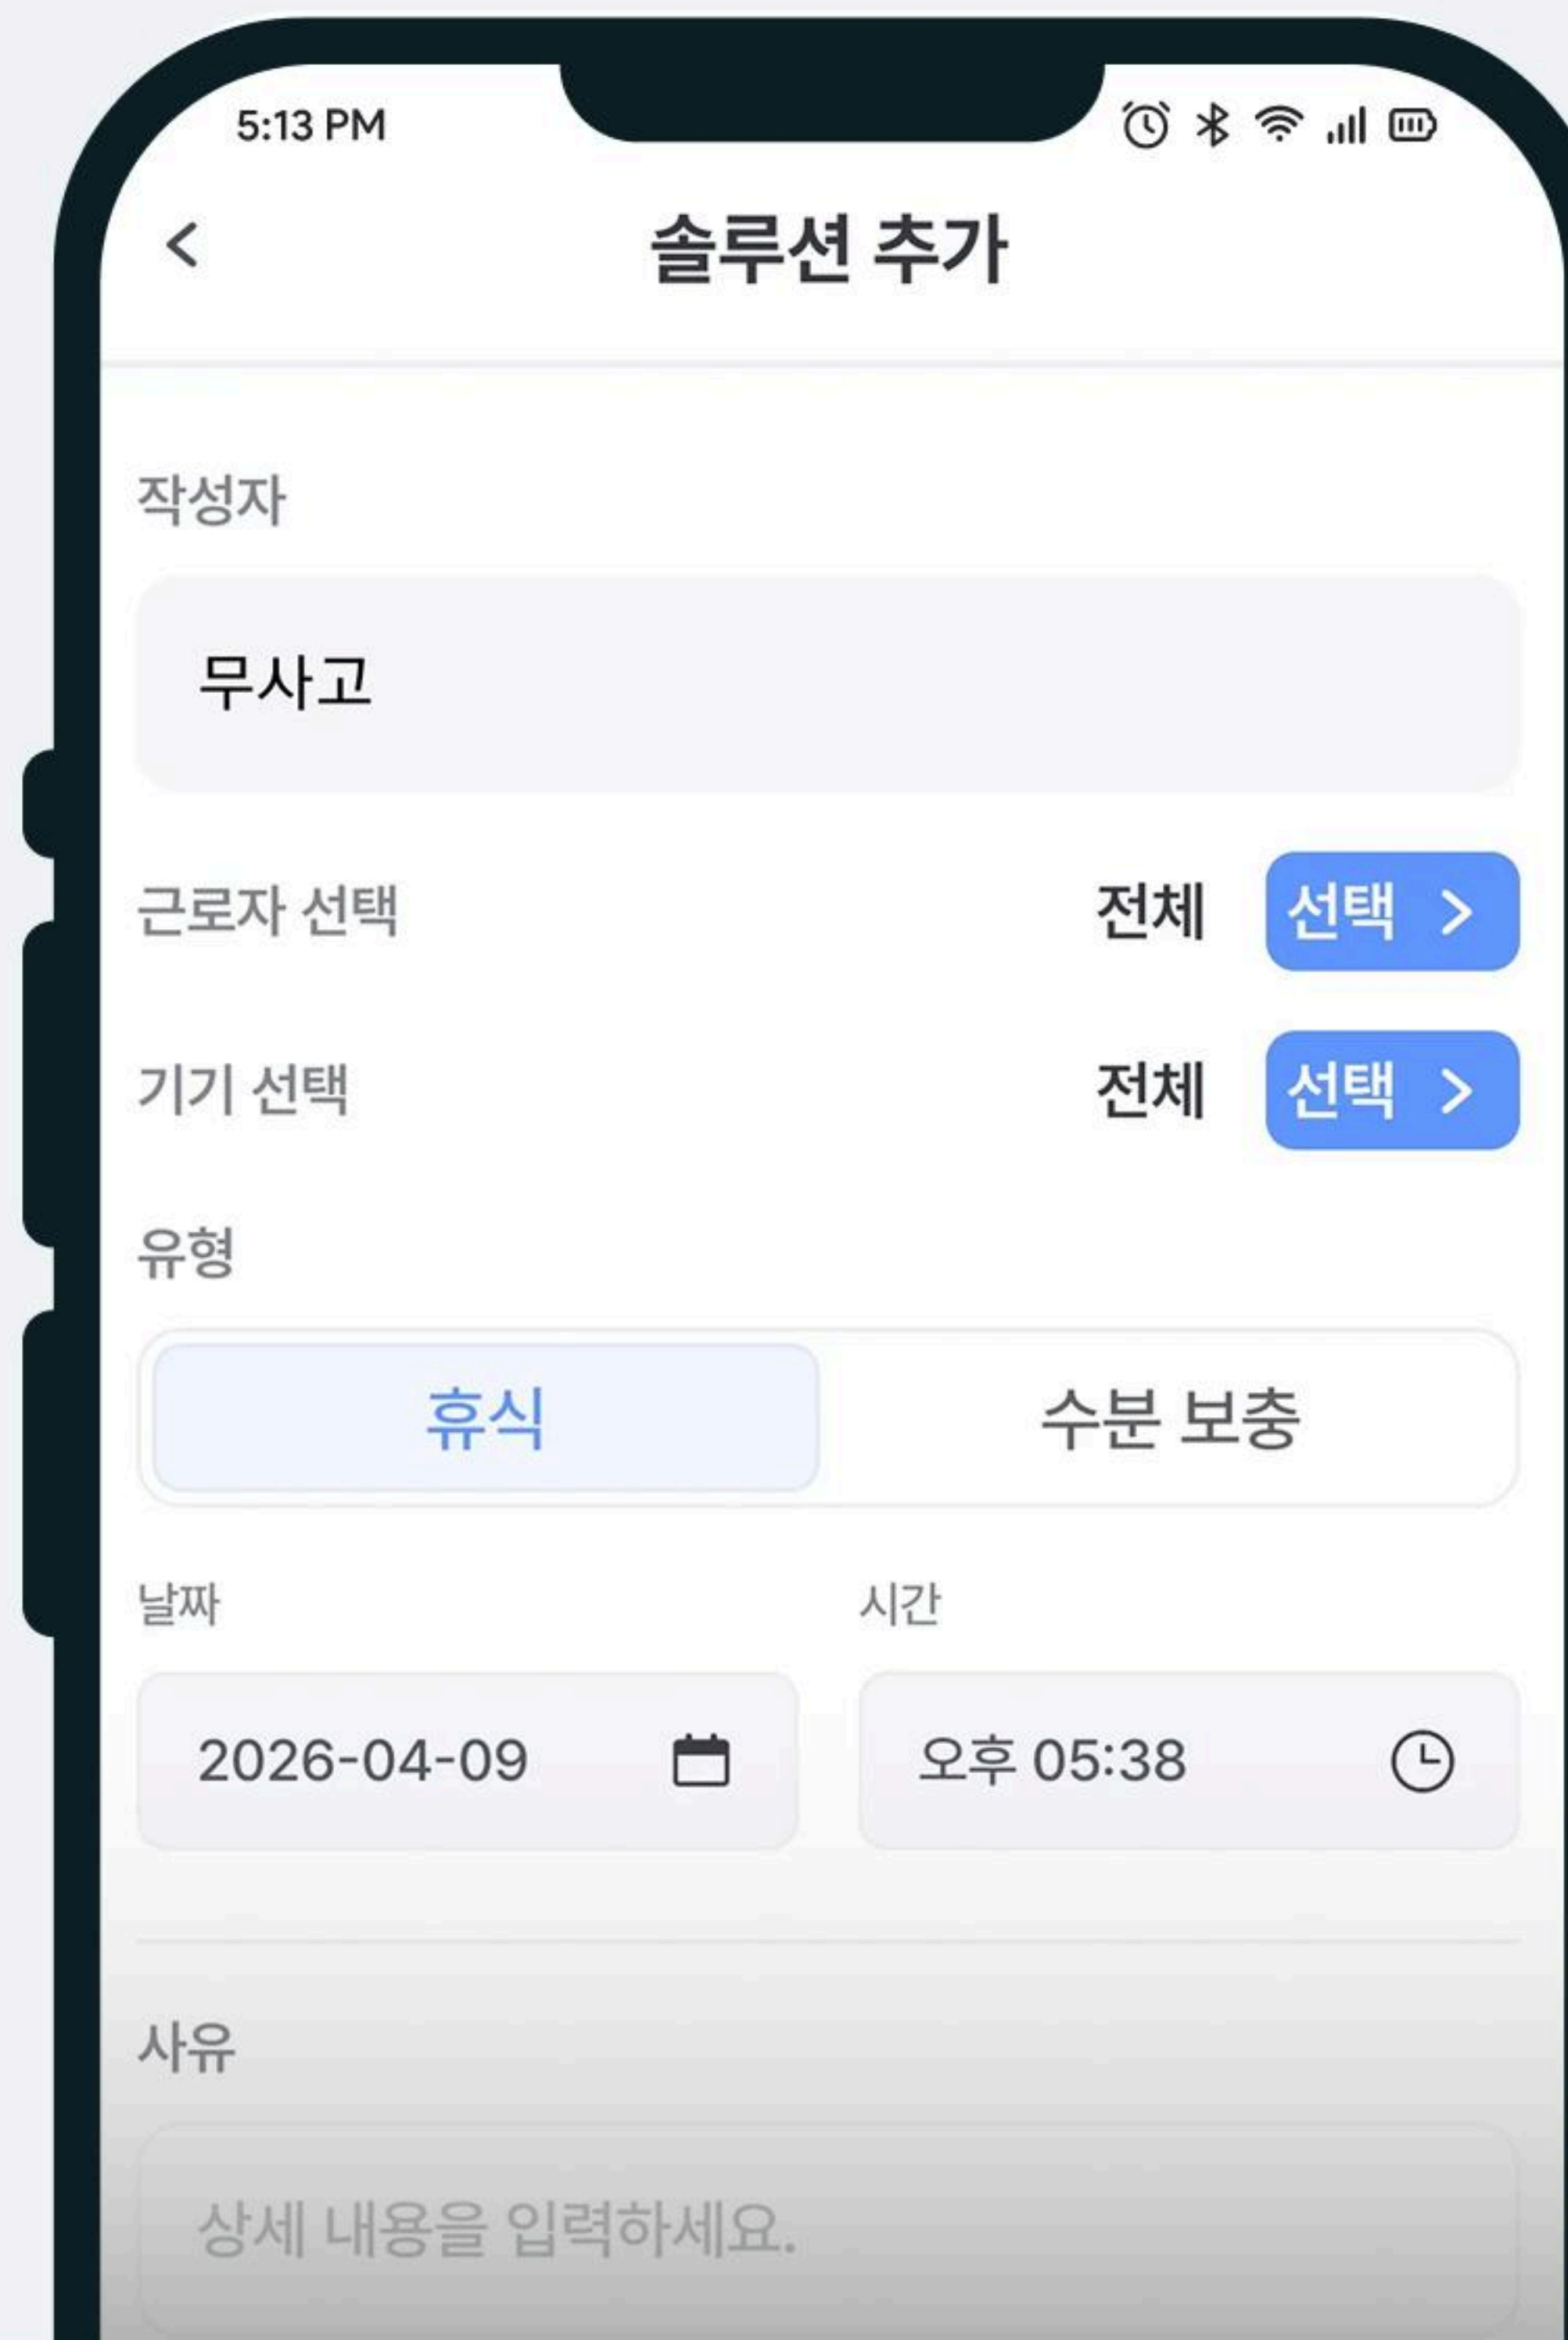 5:13 PM
솔루션 추가
작성자
무사고
근로자 선택 전체 선택
기기 선택 전체 선택
유형
휴식 수분 보충
날짜 시간
2026-04-09 오후 05:38
사유
상세 내용을 입력하세요.